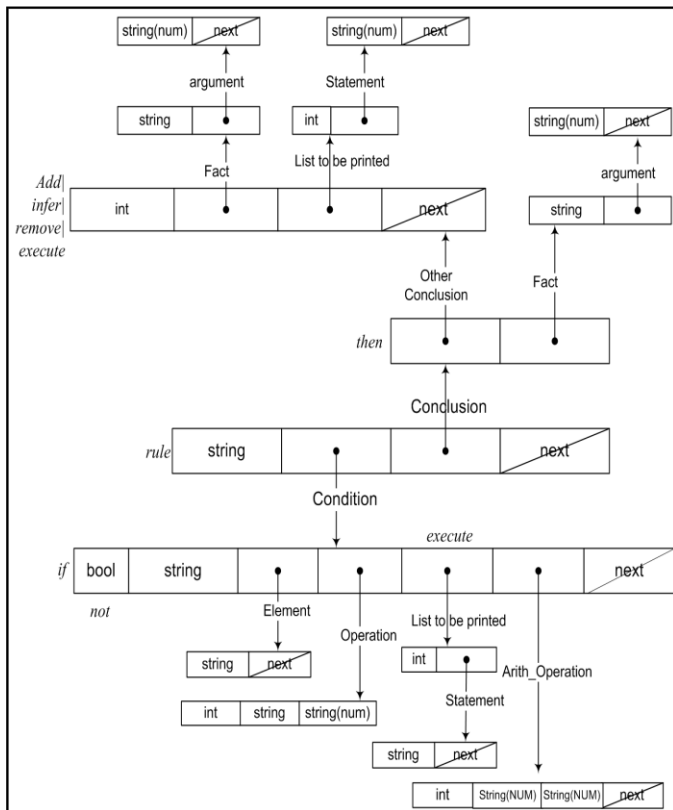 string(num) next
string(num) next
argument
Statement
string
int
string(num) next
Fact
List to be printed
argument
Add|
infer|
remove|
execute
int
next
string
Other
Conclusion
Fact
then
Conclusion
rule
string
next
Condition
execute
if
bool
string
next
not
Element
Operation
List to be printed
string next
int
Arith_Operation
int string string(num)
Statement
string next
int String(NUM) String(NUM) next